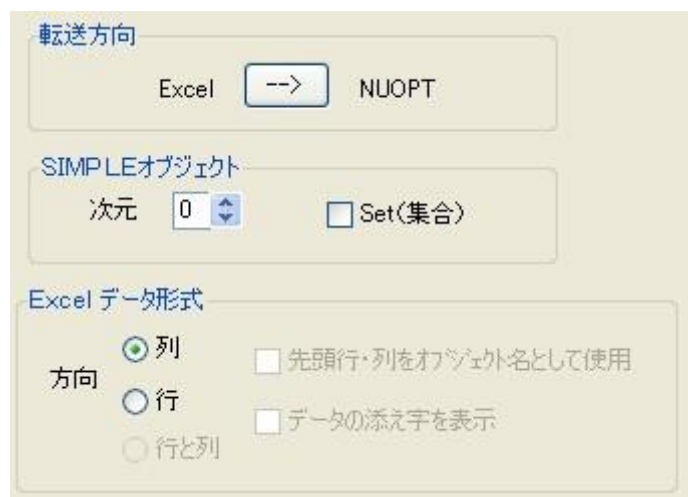 転送方向
Excel --> NUOPT
SIMPLEオブジェクト
次元 0 Set(集合)
Excel データ形式
列
先頭行・列をオブジェクト名として使用
方向
行
データの添え字を表示
行と列